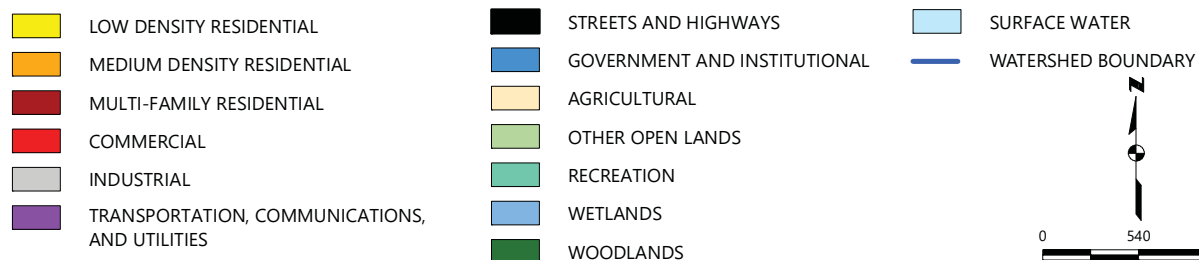 LOW DENSITY RESIDENTIAL
MEDIUM DENSITY RESIDENTIAL
MULTI-FAMILY RESIDENTIAL
COMMERCIAL
INDUSTRIAL
TRANSPORTATION, COMMUNICATIONS,
AND UTILITIES
STREETS AND HIGHWAYS
GOVERNMENT AND INSTITUTIONAL
AGRICULTURAL
OTHER OPEN LANDS
RECREATION
WETLANDS
WOODLANDS
SURFACE WATER
WATERSHED BOUNDARY
N
0 540